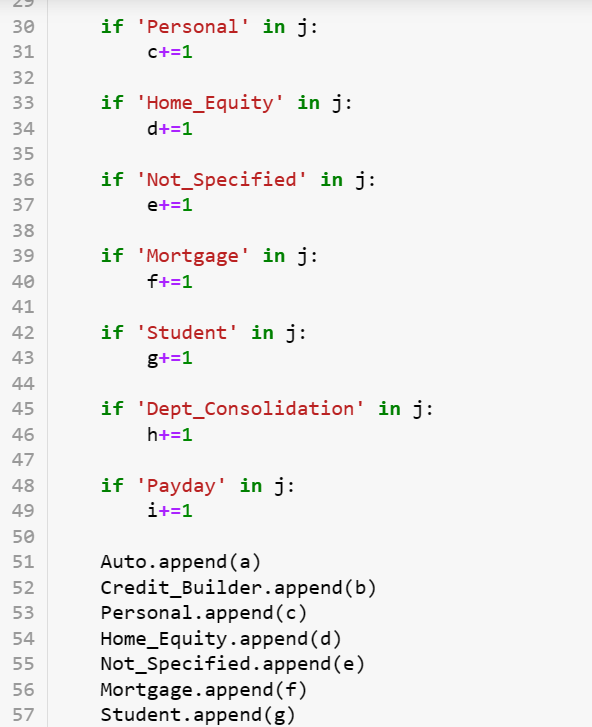 29
30 if 'Personal' in j:
31 c+=1
32
33 if 'Home_Equity' in j:
34 d+=1
35
36 if 'Not_Specified' in j:
37 e+=1
38
39 if 'Mortgage' in j:
40 f+=1
41
42 if 'Student' in j:
43 g+=1
44
45 if 'Dept_Consolidation' in j:
46 h+=1
47
48 if 'Payday' in j:
49 i+=1
50
51 Auto.append(a)
52 Credit_Builder.append(b)
53 Personal.append(c)
54 Home_Equity.append(d)
55 Not_Specified.append(e)
56 Mortgage.append(f)
57 Student.append(g)